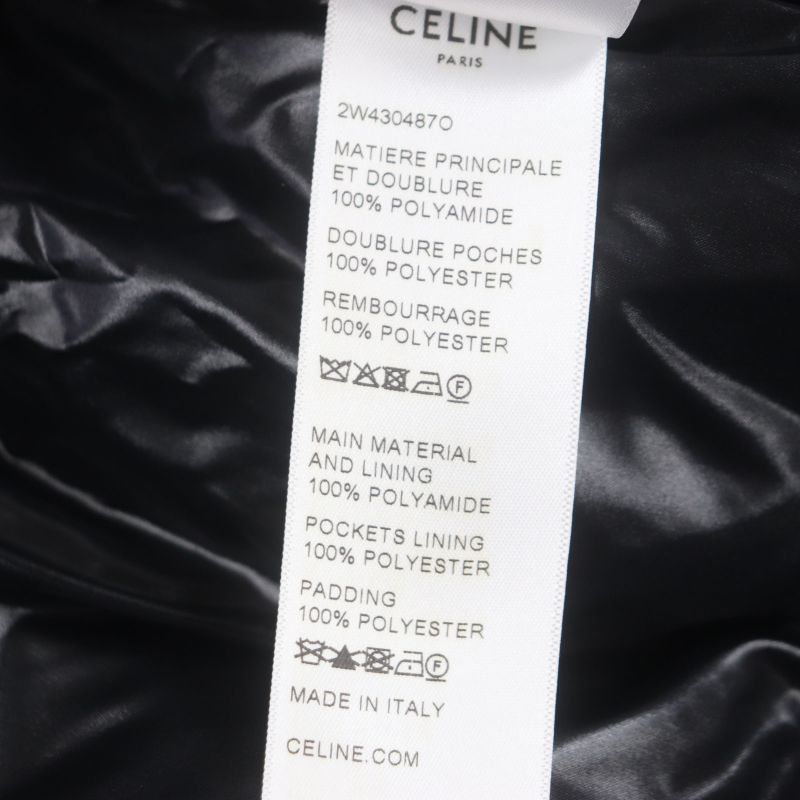 CELINE
PARIS
2W430487O
MATIERE PRINCIPALE
ET DOUBLURE
100% POLYAMIDE
DOUBLURE POCHES
100% POLYESTER
REMBOURRAGE
100% POLYESTER
F
MAIN MATERIAL
AND LINING
100% POLYAMIDE
POCKETS LINING
100% POLYESTER
PADDING
100% POLYESTER
F
MADE IN ITALY
CELINE.COM